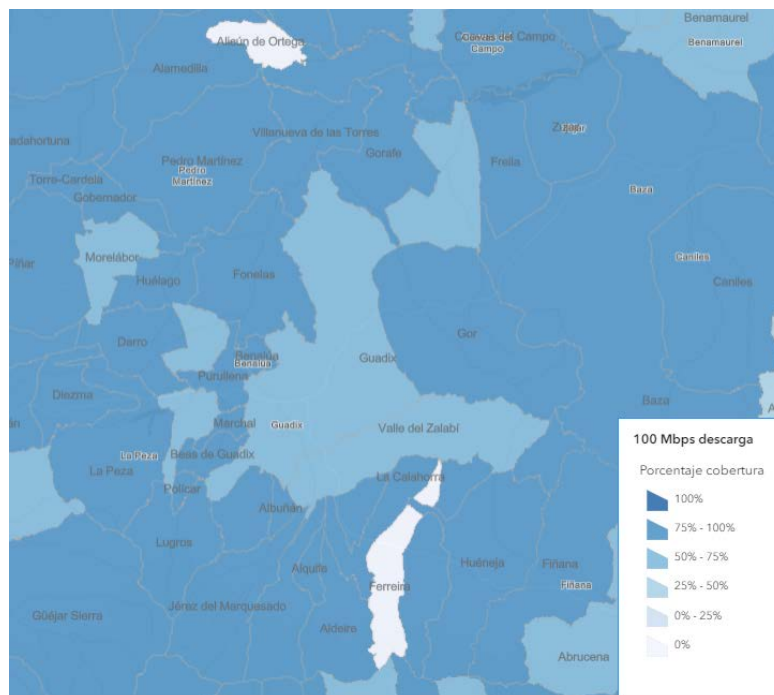 Benamaurel
Alicún de Ortega
Cuevas del Campo
Cuevas del
Campo
Benamaurel
Alamedilla
Villanueva de las Torres
Zújar
Zújar
adahortuna
Pedro Martínez
Gorafe
Freila
Pedro
Martínez
Torre-Cardela
Gobernador
Baza
Morelábor
Píñar
Huélago
Fonelas
Caniles
Caniles
Darro
Gor
Benalúa
Benalúa
Guadix
Purullena
Diezma
Baza
Marchal
Guadix
Valle del Zalabí
La Peza
La Peza
Beas de Guadix
La Calahorra
Polícar
Albuñán
Lugros
Alquife
Ferreira
Huéneja
Fiñana
Fiñana
Jérez del Marquesado
Güéjar Sierra
Aldeire
Abrucena
100 Mbps descarga
Porcentaje cobertura
100%
75% - 100%
50% - 75%
25% - 50%
0% - 25%
0%